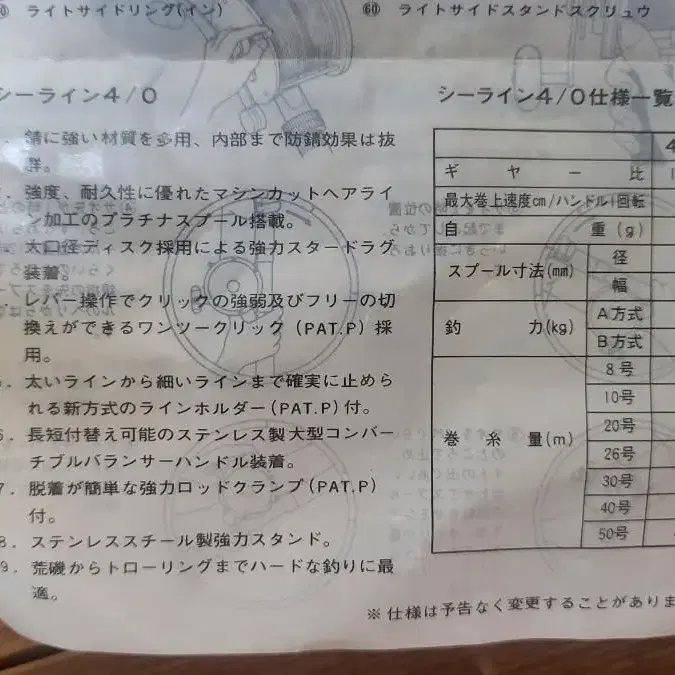 ライトサイドリング(イン)
60 ライトサイドスタンドスクリュウ
シーライン4/0
錆に強い材質を多用、内部まで防錆効果は抜
群。
強度、耐久性に優れたマシンカットヘアライ
ン加工のプラチナスプール搭載。
大口径ディスク採用による強力スタードラグ
装着。
レバー操作でクリックの強弱及びフリーの切
換えができるワンツークリック(PAT.P)採
用。
太いラインから細いラインまで確実に止めら
れる新方式のラインホルダー(PAT.P)付。
長短付替え可能のステンレス製大型コンバー
チブルバランサーハンドル装着。
7. 脱着が簡単な強力ロッドクランプ(PAT.P)
付。
8. ステンレススチール製強力スタンド。
9. 荒磯からトローリングまでハードな釣りに最
適。
シーライン4/0仕様一覧
4
ギヤー比
最大巻上速度cm/ハンドル1回転
自重(g)
スプール寸法(mm)
径
幅
釣力(kg)
A方式
B方式
巻糸量(m)
8号
10号
20号
26号
30号
40号
50号
※仕様は予告なく変更することがありま